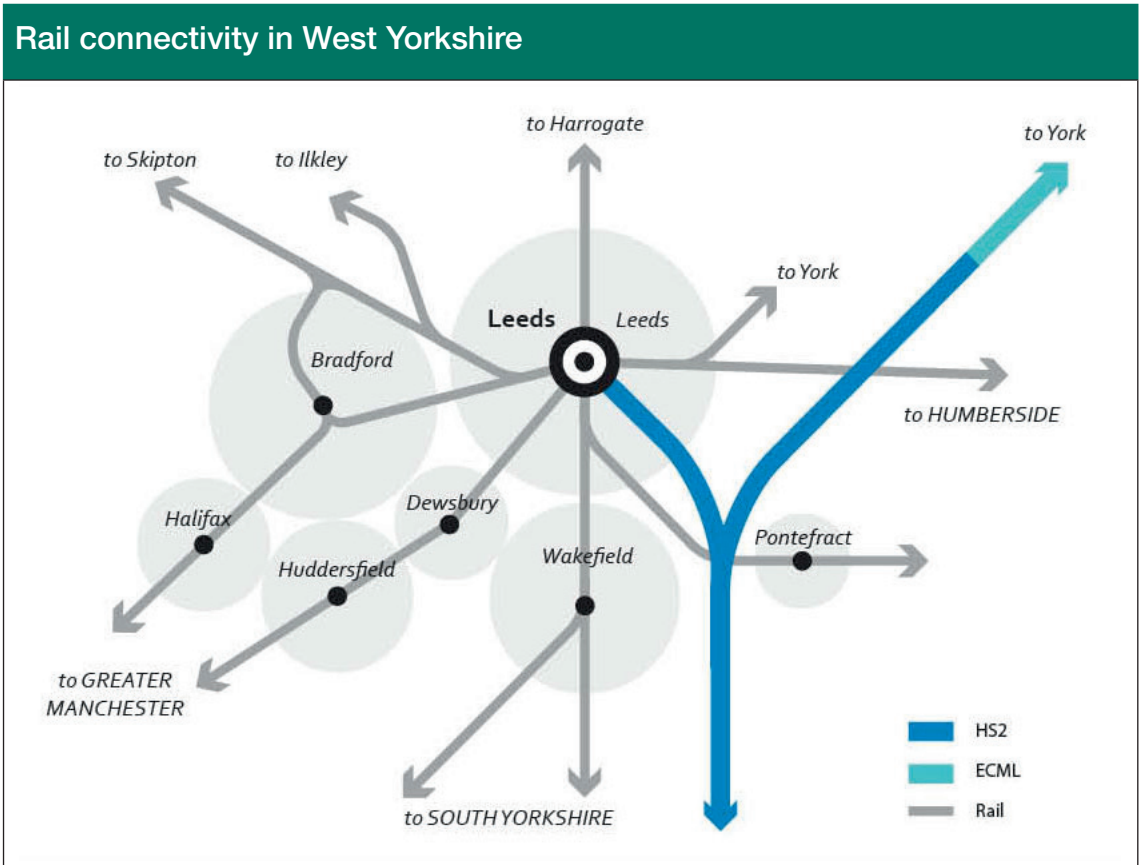 Rail connectivity in West Yorkshire
to Harrogate
to York
to Skipton
to Ilkley
to York
Leeds
Leeds
Bradford
to HUMBERSIDE
Dewsbury
Halifax
Pontefract
Wakefield
Huddersfield
to GREATER
MANCHESTER
HS2
ECML
to SOUTH YORKSHIRE
Rail